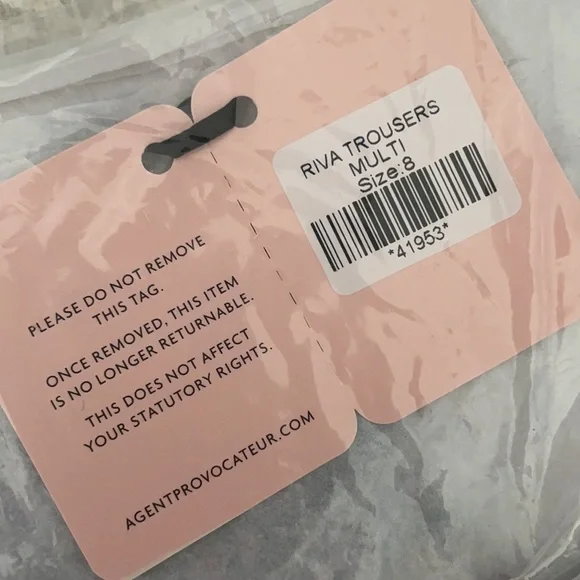 PLEASE DO NOT REMOVE
THIS TAG.
ONCE REMOVED, THIS ITEM
IS NO LONGER RETURNABLE.
THIS DOES NOT AFFECT
YOUR STATUTORY RIGHTS.
AGENTPROVOCATEUR.COM
RIVA TROUSERS
MULTI
Size:8
*41953*